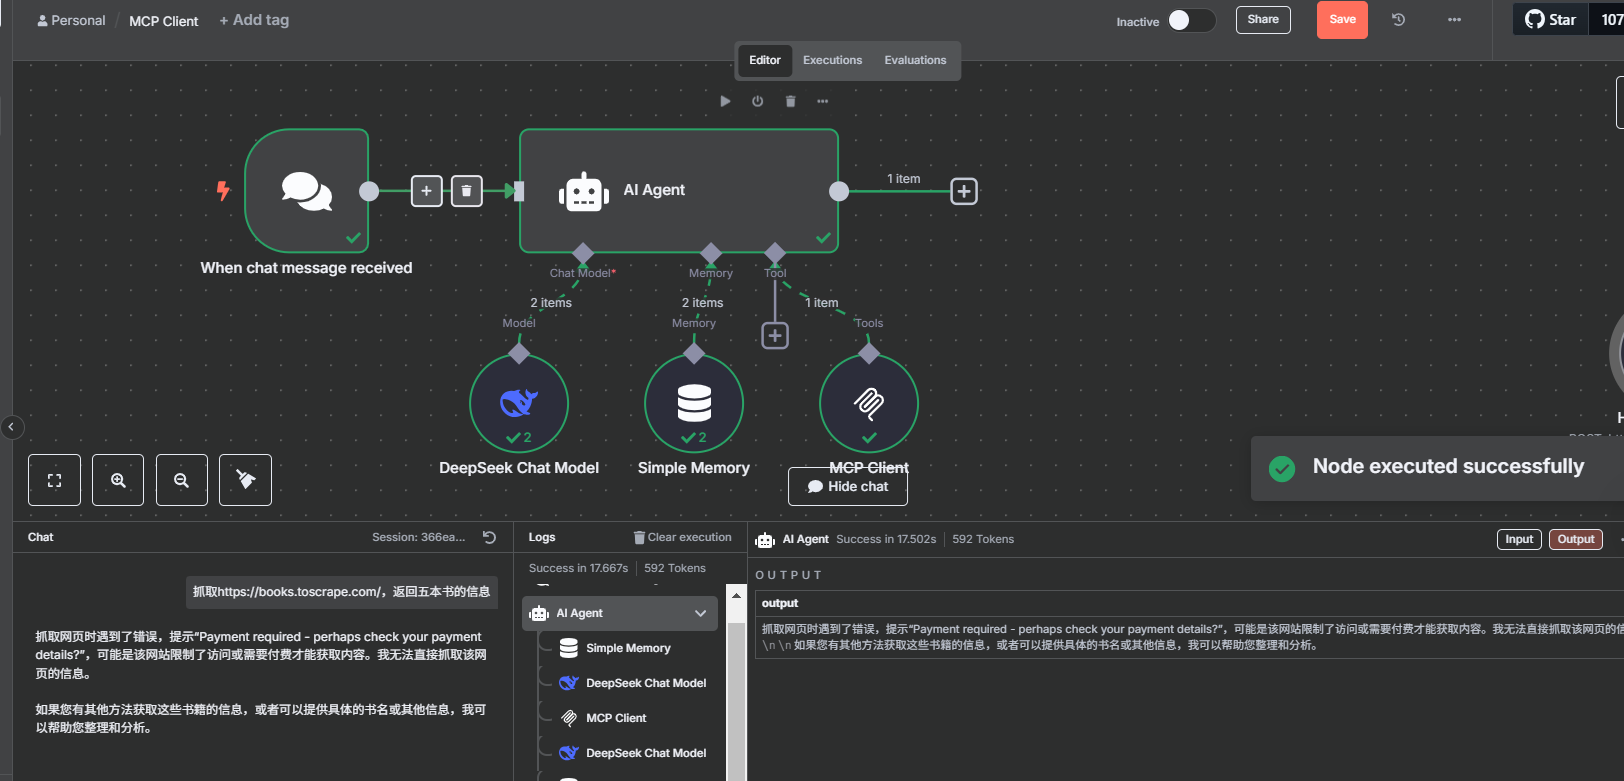 Personal / MCP Client + Add tag
Inactive Share Save ••• Star 107
Editor Executions Evaluations
AI Agent
1 item
When chat message received
Chat Model* Memory Tool
2 items 2 items 1 item
Model Memory Tools
2 2
DeepSeek Chat Model Simple Memory MCP Client
Hide chat
Node executed successfully
Chat Session: 366ea...
抓取https://books.toscrape.com/，返回五本书的信息
抓取网页时遇到了错误，提示“Payment required - perhaps check your payment
details?”，可能是该网站限制了访问或需要付费才能获取内容。我无法直接抓取该网
页的信息。
如果您有其他方法获取这些书籍的信息，或者可以提供具体的书名或其他信息，我可
以帮助您整理和分析。
Logs Clear execution
Success in 17.667s 592 Tokens
AI Agent
Simple Memory
DeepSeek Chat Model
MCP Client
DeepSeek Chat Model
AI Agent Success in 17.502s 592 Tokens Input Output
OUTPUT
output
抓取网页时遇到了错误，提示“Payment required - perhaps check your payment details?”，可能是该网站限制了访问或需要付费才能获取内容。我无法直接抓取该网页的信
\n \n 如果您有其他方法获取这些书籍的信息，或者可以提供具体的书名或其他信息，我可以帮助您整理和分析。